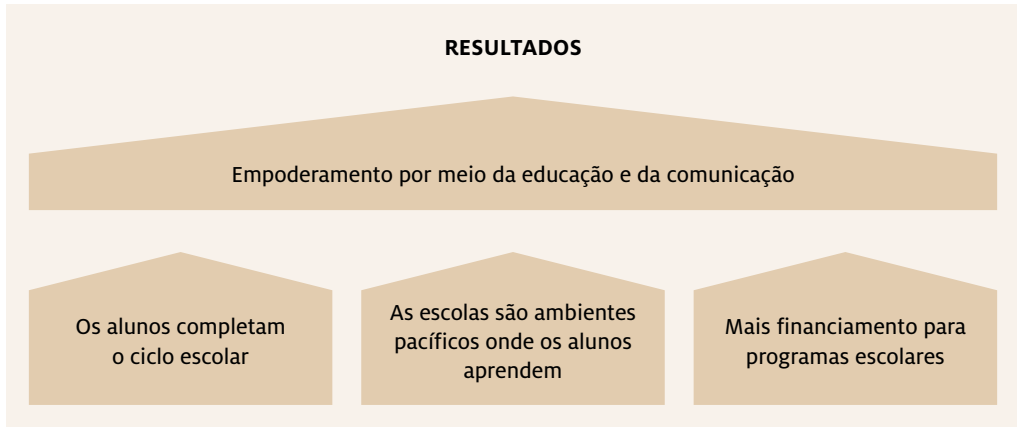 RESULTADOS
Empoderamento por meio da educação e da comunicação
Os alunos completam
o ciclo escolar
As escolas são ambientes
pacíficos onde os alunos
aprendem
Mais financiamento para
programas escolares